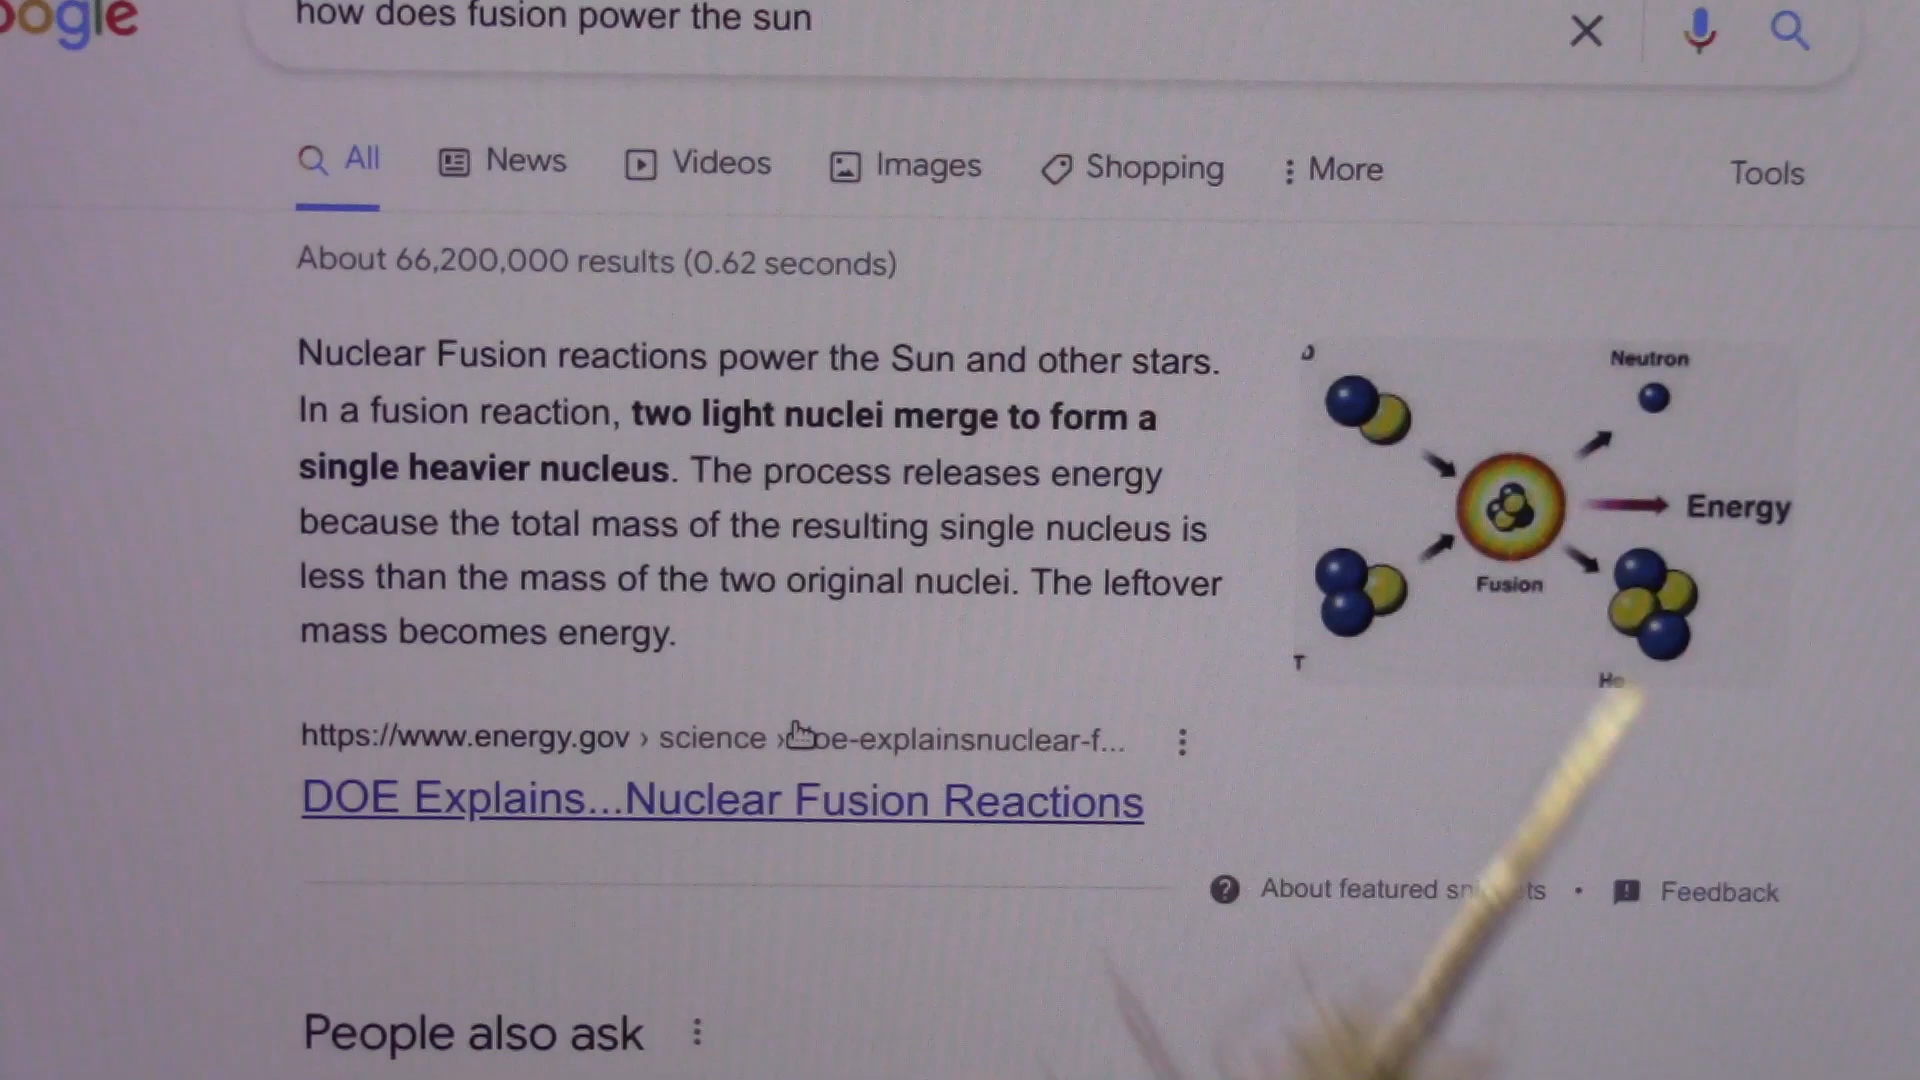 how does fusion power the sun
All News Videos Images Shopping More Tools
About 66,200,000 results (0.62 seconds)
Nuclear Fusion reactions power the Sun and other stars.
In a fusion reaction, two light nuclei merge to form a
single heavier nucleus. The process releases energy
because the total mass of the resulting single nucleus is
less than the mass of the two original nuclei. The leftover
mass becomes energy.
Neutron
Energy
Fusion
T
He
https://www.energy.gov › science ›
oe-explainsnuclear-f...
DOE Explains...Nuclear Fusion Reactions
About featured
Feedback
People also ask